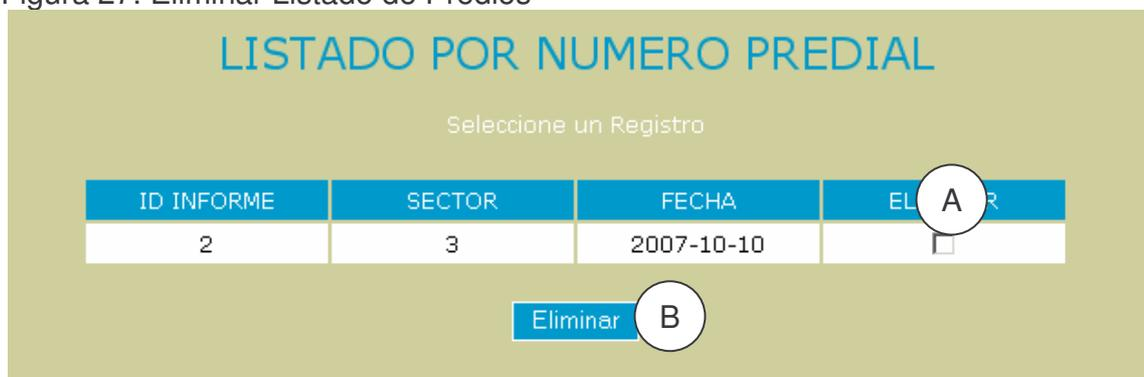 Figura 27. Eliminar Listado de Predios
LISTADO POR NUMERO PREDIAL
Seleccione un Registro
ID INFORME SECTOR FECHA EL A R
2 3 2007-10-10
Eliminar B